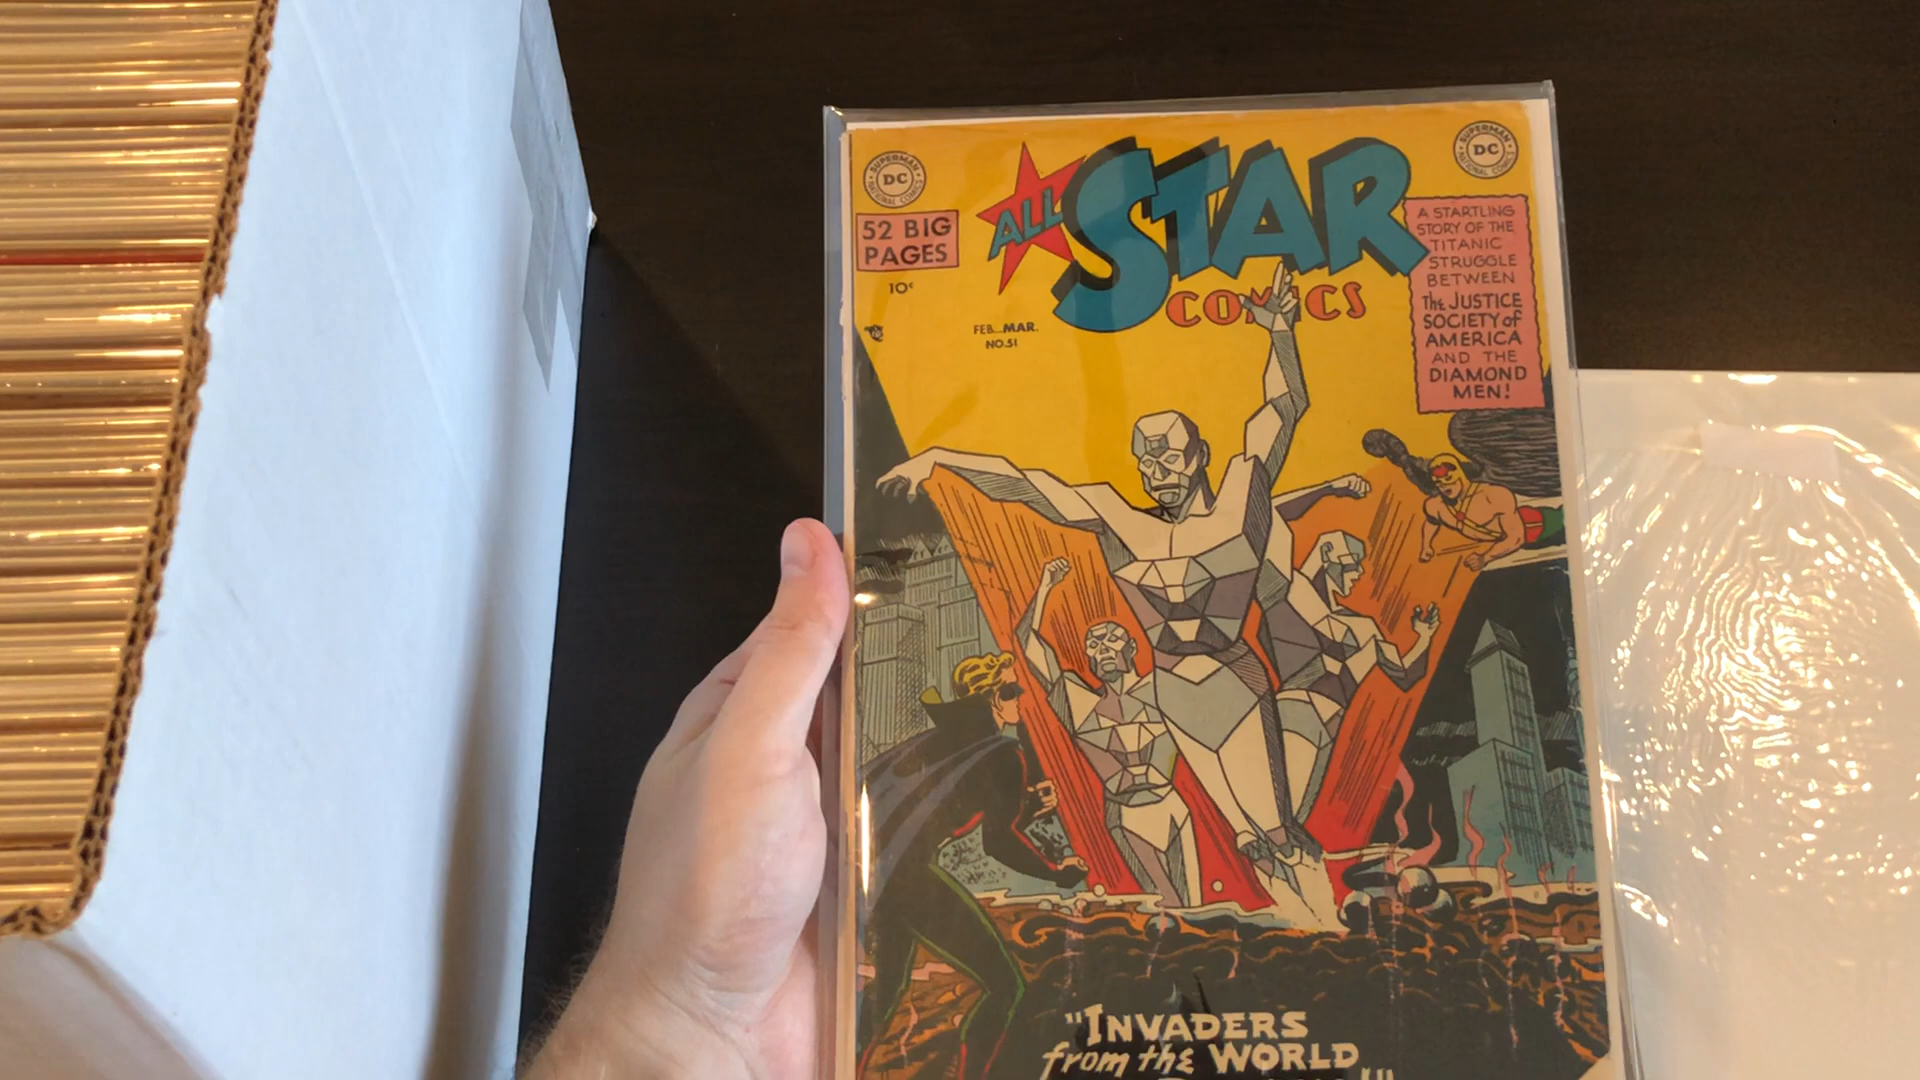 SUPERMAN
DC
NATIONAL COMICS
52 BIG
PAGES
10¢
FEB.-MAR.
NO.51
ALL STAR
COMICS
SUPERMAN
DC
NATIONAL COMICS
A STARTLING
STORY OF THE
TITANIC
STRUGGLE
BETWEEN
The JUSTICE
SOCIETY of
AMERICA
AND THE
DIAMOND
MEN!
"INVADERS
from the WORLD